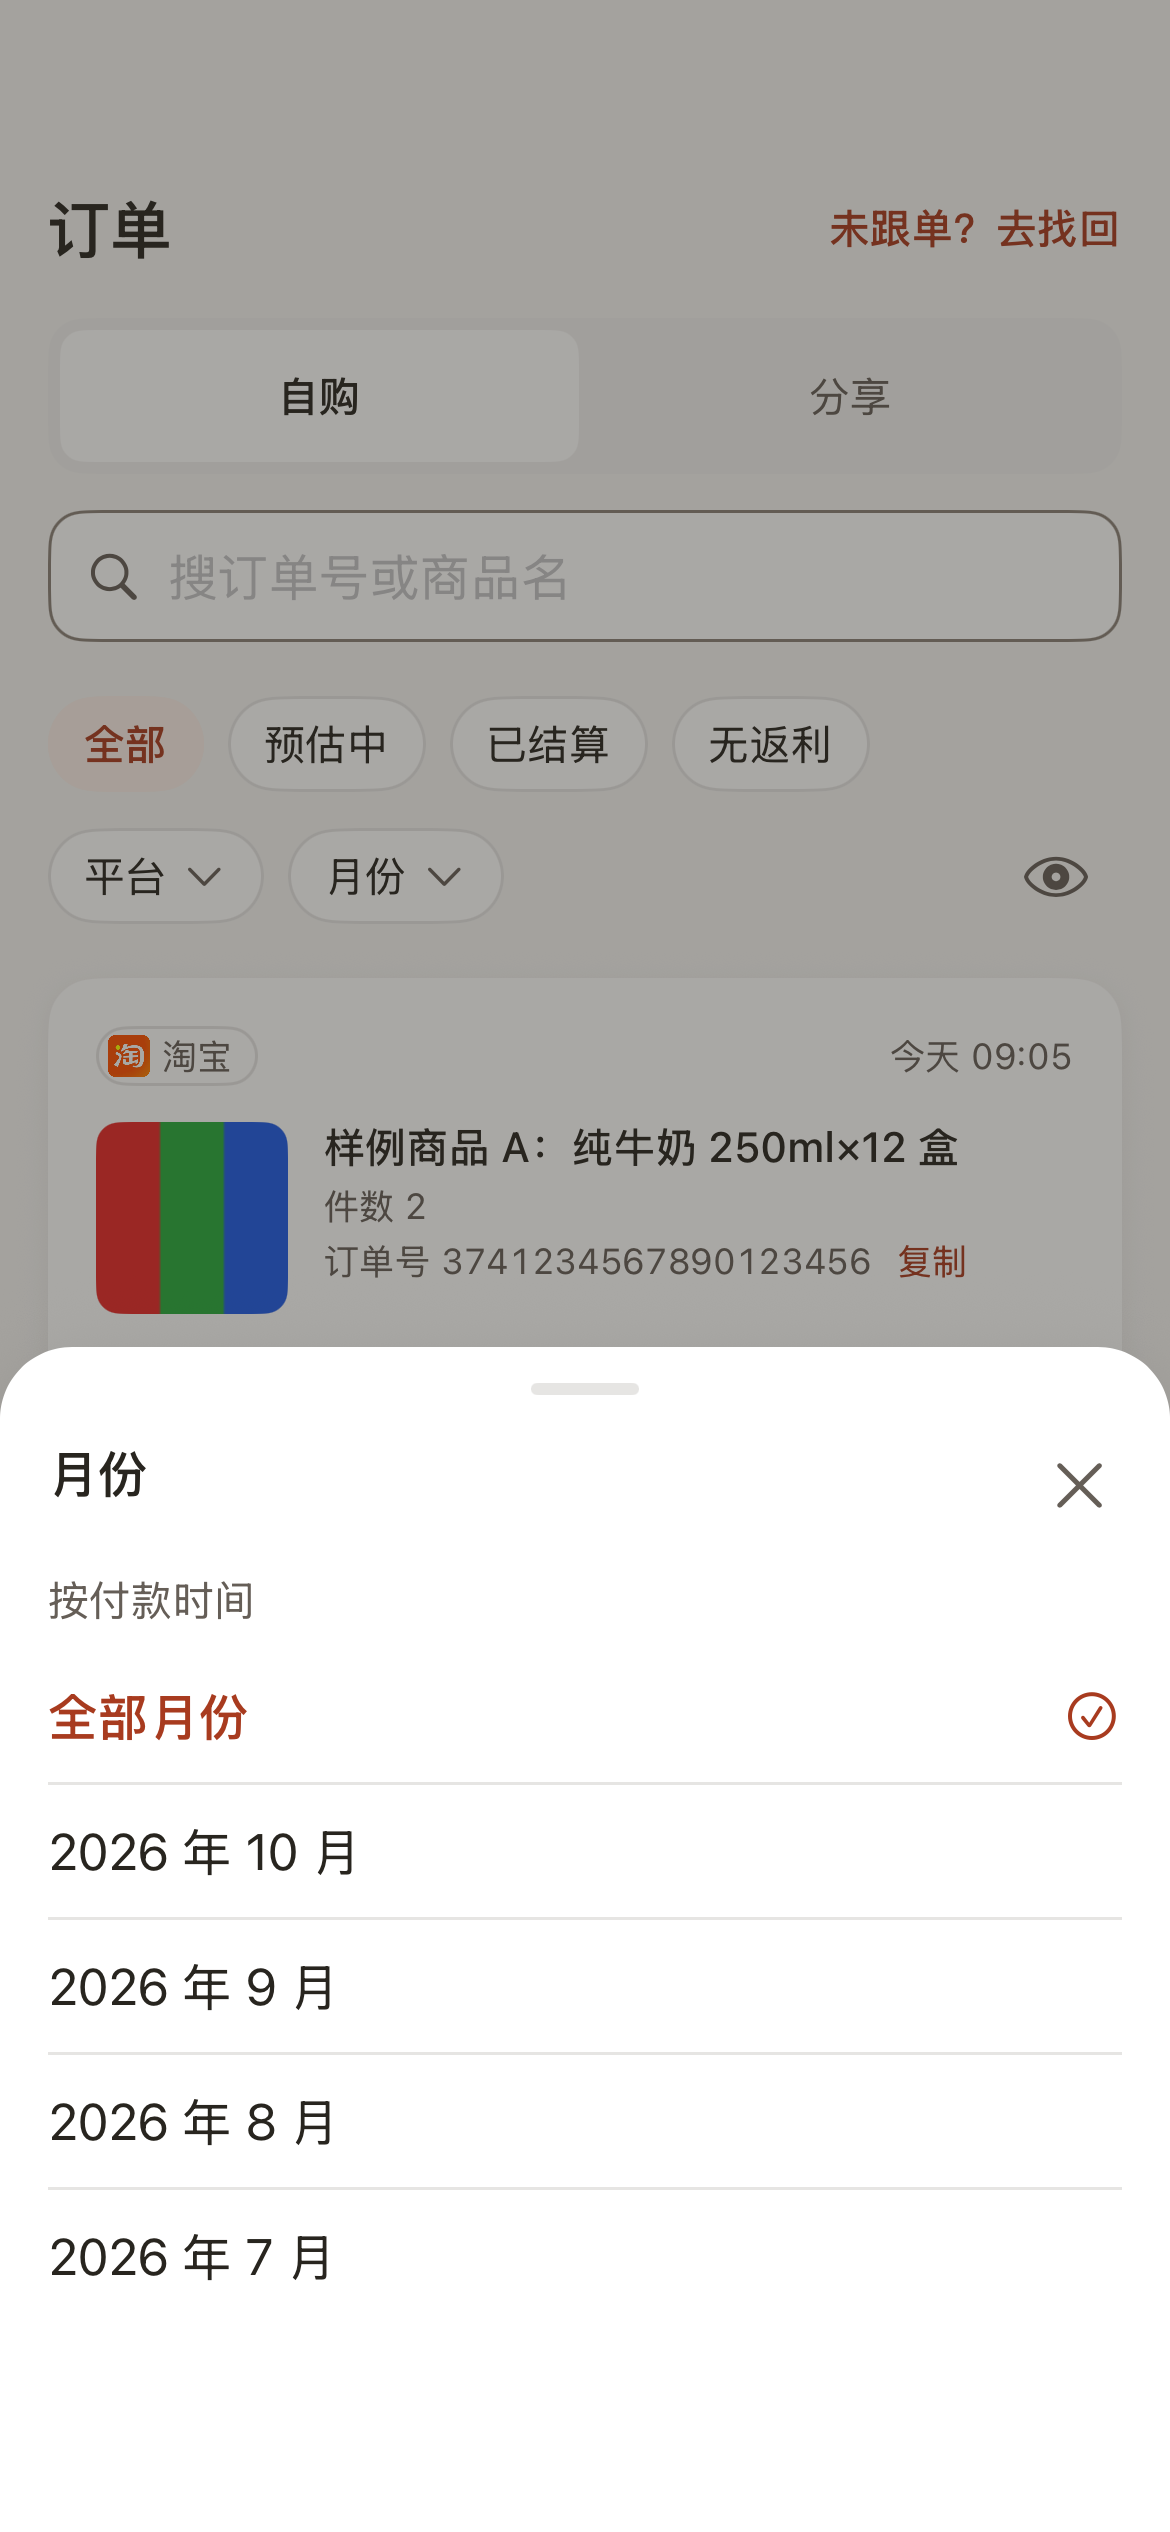 订单
未跟单？去找回
自购
分享
搜订单号或商品名
全部
预估中
已结算
无返利
平台
月份
淘 淘宝
今天 09:05
样例商品 A：纯牛奶 250ml×12 盒
件数 2
订单号 3741234567890123456 复制
月份
按付款时间
全部月份
2026 年 10 月
2026 年 9 月
2026 年 8 月
2026 年 7 月